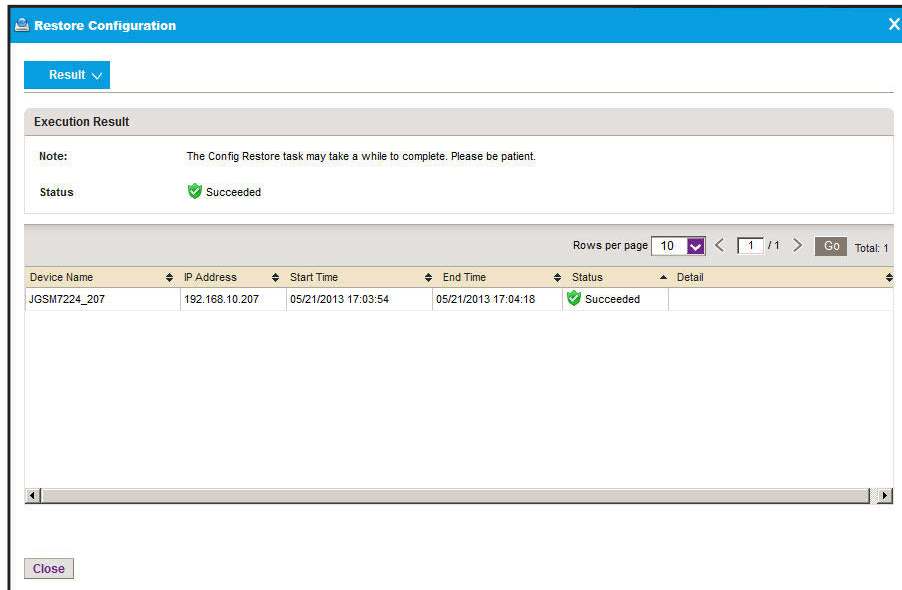 Restore Configuration X
Result
Execution Result
Note: The Config Restore task may take a while to complete. Please be patient.
Status Succeeded
Rows per page 10 < 1 / 1 > Go Total: 1
Device Name IP Address Start Time End Time Status Detail
JGSM7224_207 192.168.10.207 05/21/2013 17:03:54 05/21/2013 17:04:18 Succeeded
Close